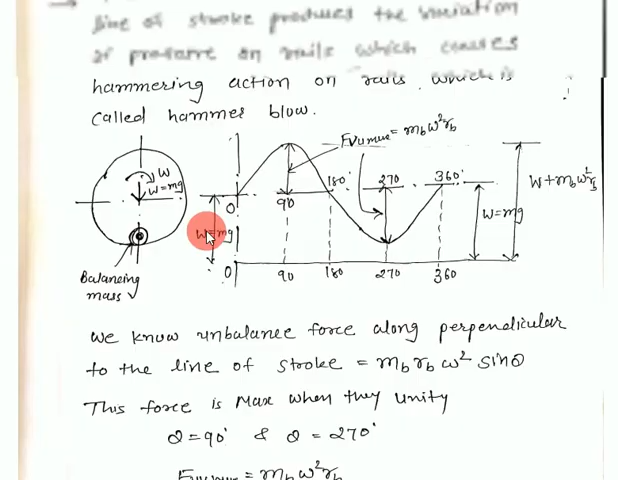 line of stroke produces the variation
of pressure on rails which causes
hammering action on rails. which is
called hammer blow.
FVumax = mbω²rb
ω
W=mg
0
90
180°
270
360°
W=mg
W=mg
W+mbω²rb
0
90
180
270
360
Balancing
mass
We know unbalance force along perpendicular
to the line of stroke = mb rb ω² sinθ
This force is Max when they unity
θ=90° & θ = 270°
= mbω²rb